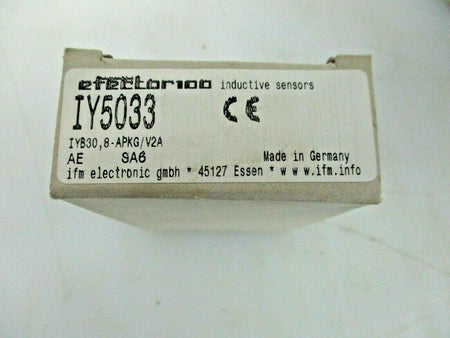 efector100 inductive sensors
IY5033 CE
IYB30,8-APKG/V2A
AE SA6 Made in Germany
ifm electronic gmbh * 45127 Essen * w w w.ifm.info